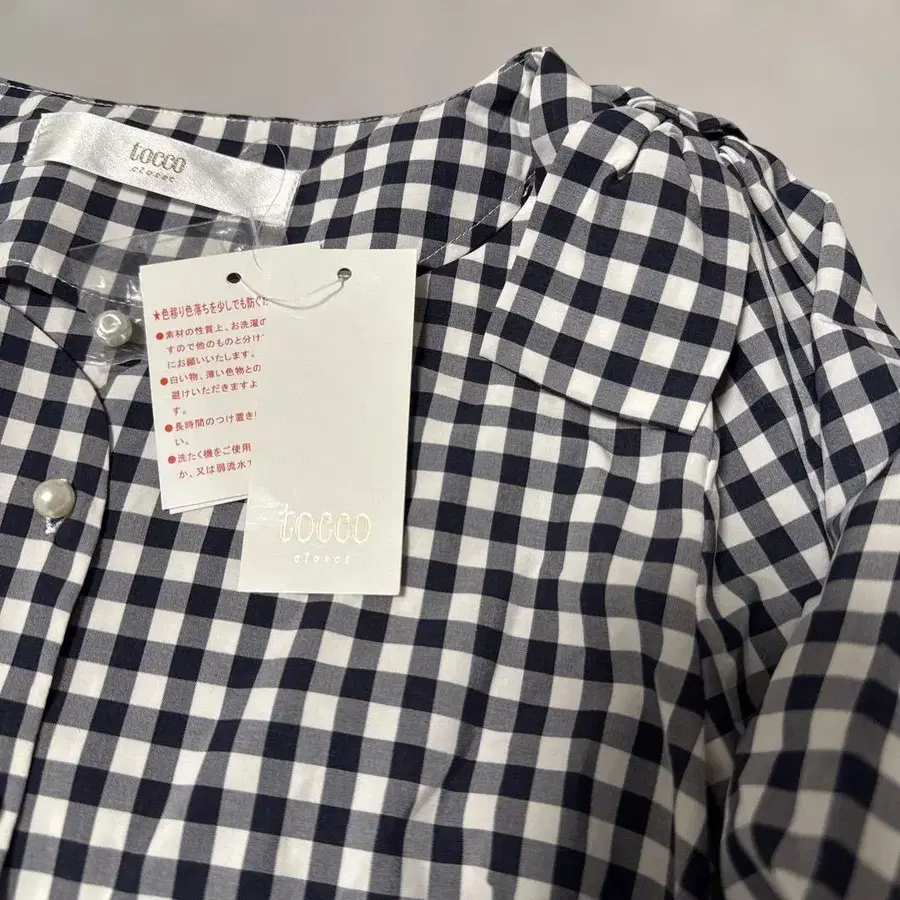 tocco
closet
★色移り色落ちを少しでも防ぐた
●素材の性質上、お洗濯の
すので他のものと分け
にお願いいたします。
●白い物、薄い色物との
避けいただきますよ
す。
●長時間のつけ置き
い。
●洗たく機をご使用
か、又は弱流水で
tocco
closet